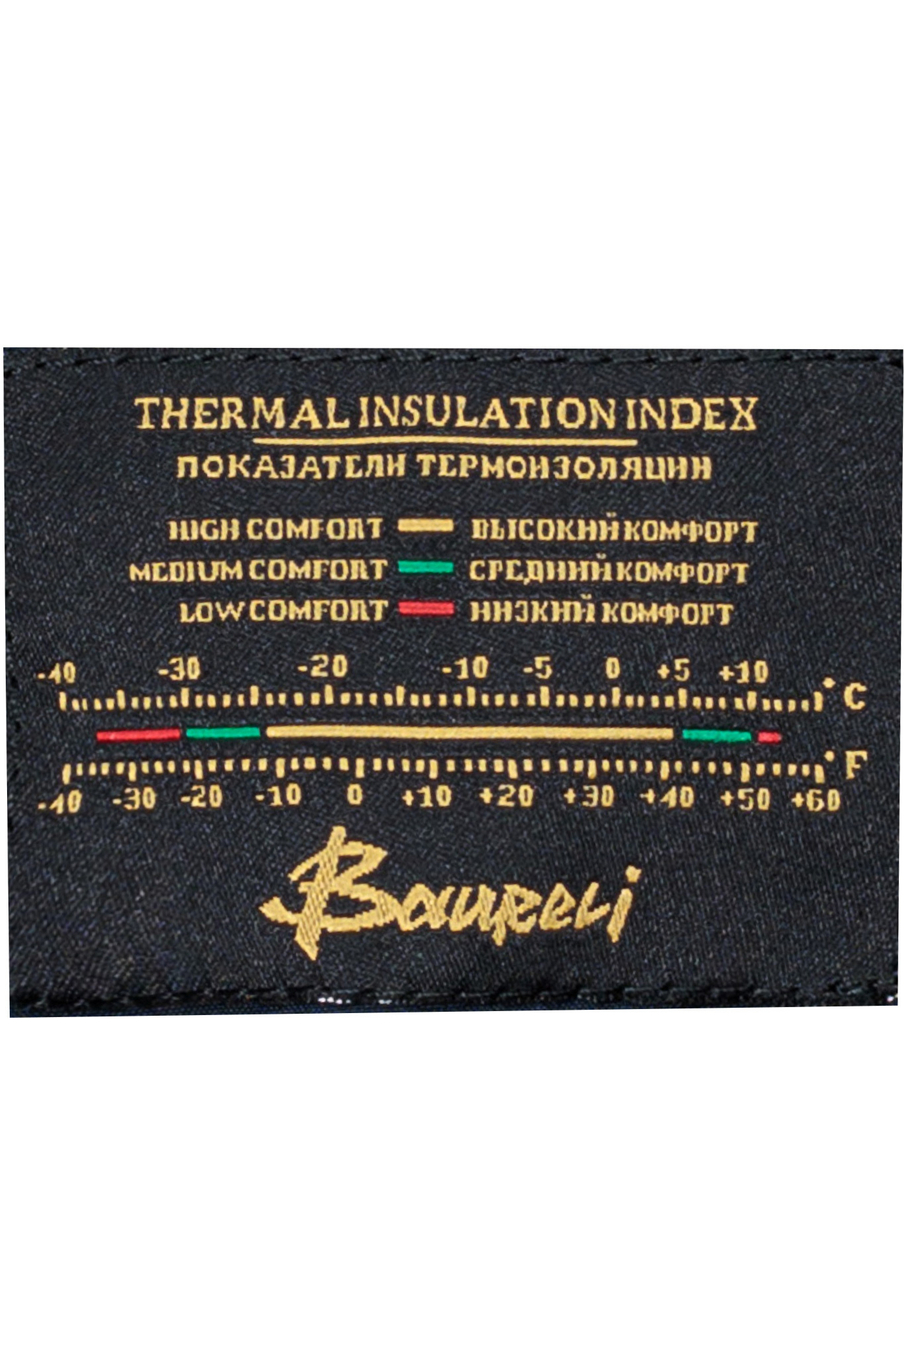 THERMAL INSULATION INDEX
ПОКАЗАТЕЛИ ТЕРМОИЗОЛЯЦИИ
HIGH COMFORT ВЫСОКИЙ КОМФОРТ
MEDIUM COMFORT СРЕДНИЙ КОМФОРТ
LOW COMFORT НИЗКИЙ КОМФОРТ
-40 -30 -20 -10 -5 0 +5 +10
°C
°F
-40 -30 -20 -10 0 +10 +20 +30 +40 +50 +60